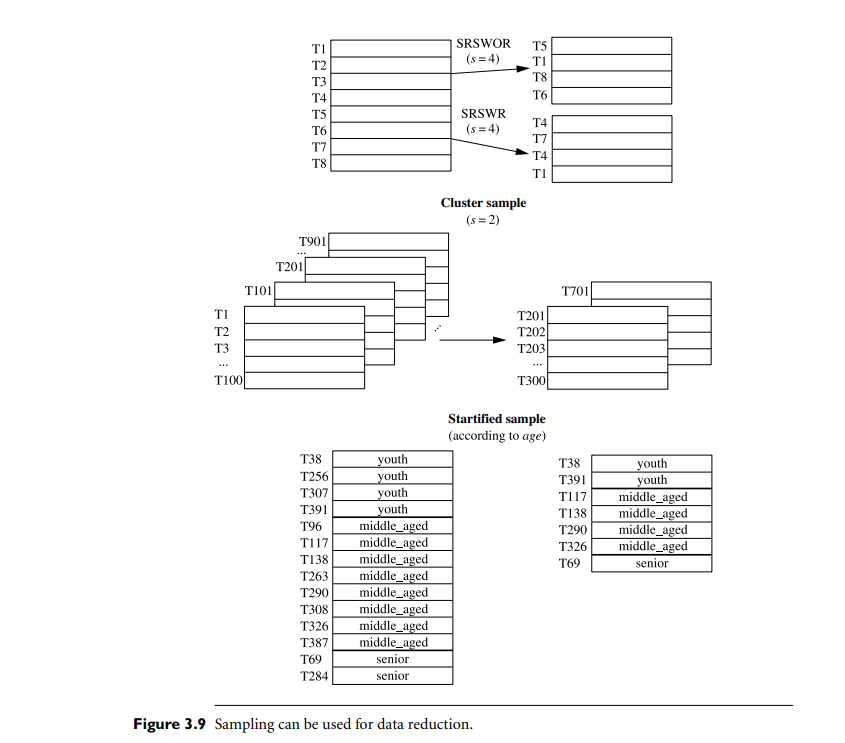 SRSWOR
(s = 4)
T1
T2
T3
T4
T5
T6
T7
T8
T5
T1
T8
T6
SRSWR
(s = 4)
T4
T7
T4
T1
Cluster sample
(s = 2)
T901
...
T201
T101
T1
T2
T3
...
T100
T701
T201
T202
T203
...
T300
Startified sample
(according to age)
T38 youth
T256 youth
T307 youth
T391 youth
T96 middle_aged
T117 middle_aged
T138 middle_aged
T263 middle_aged
T290 middle_aged
T308 middle_aged
T326 middle_aged
T387 middle_aged
T69 senior
T284 senior
T38 youth
T391 youth
T117 middle_aged
T138 middle_aged
T290 middle_aged
T326 middle_aged
T69 senior
Figure 3.9 Sampling can be used for data reduction.